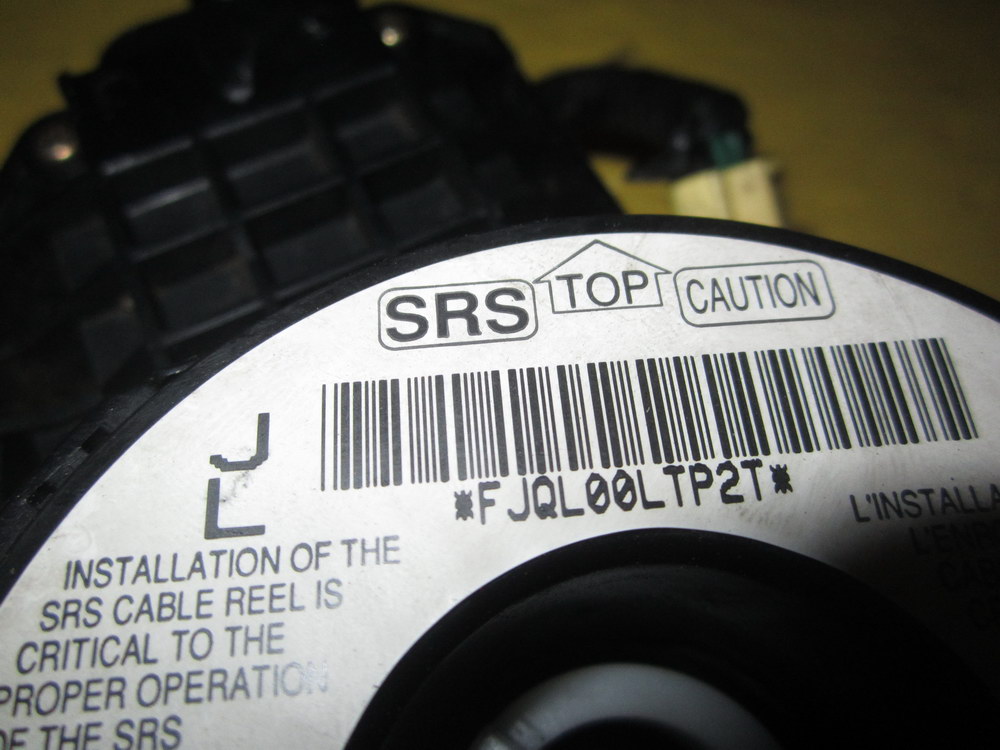 SRS TOP CAUTION
J
L
*FJQL00LTP2T*
INSTALLATION OF THE
SRS CABLE REEL IS
CRITICAL TO THE
PROPER OPERATION
OF THE SRS
L'INSTALLA